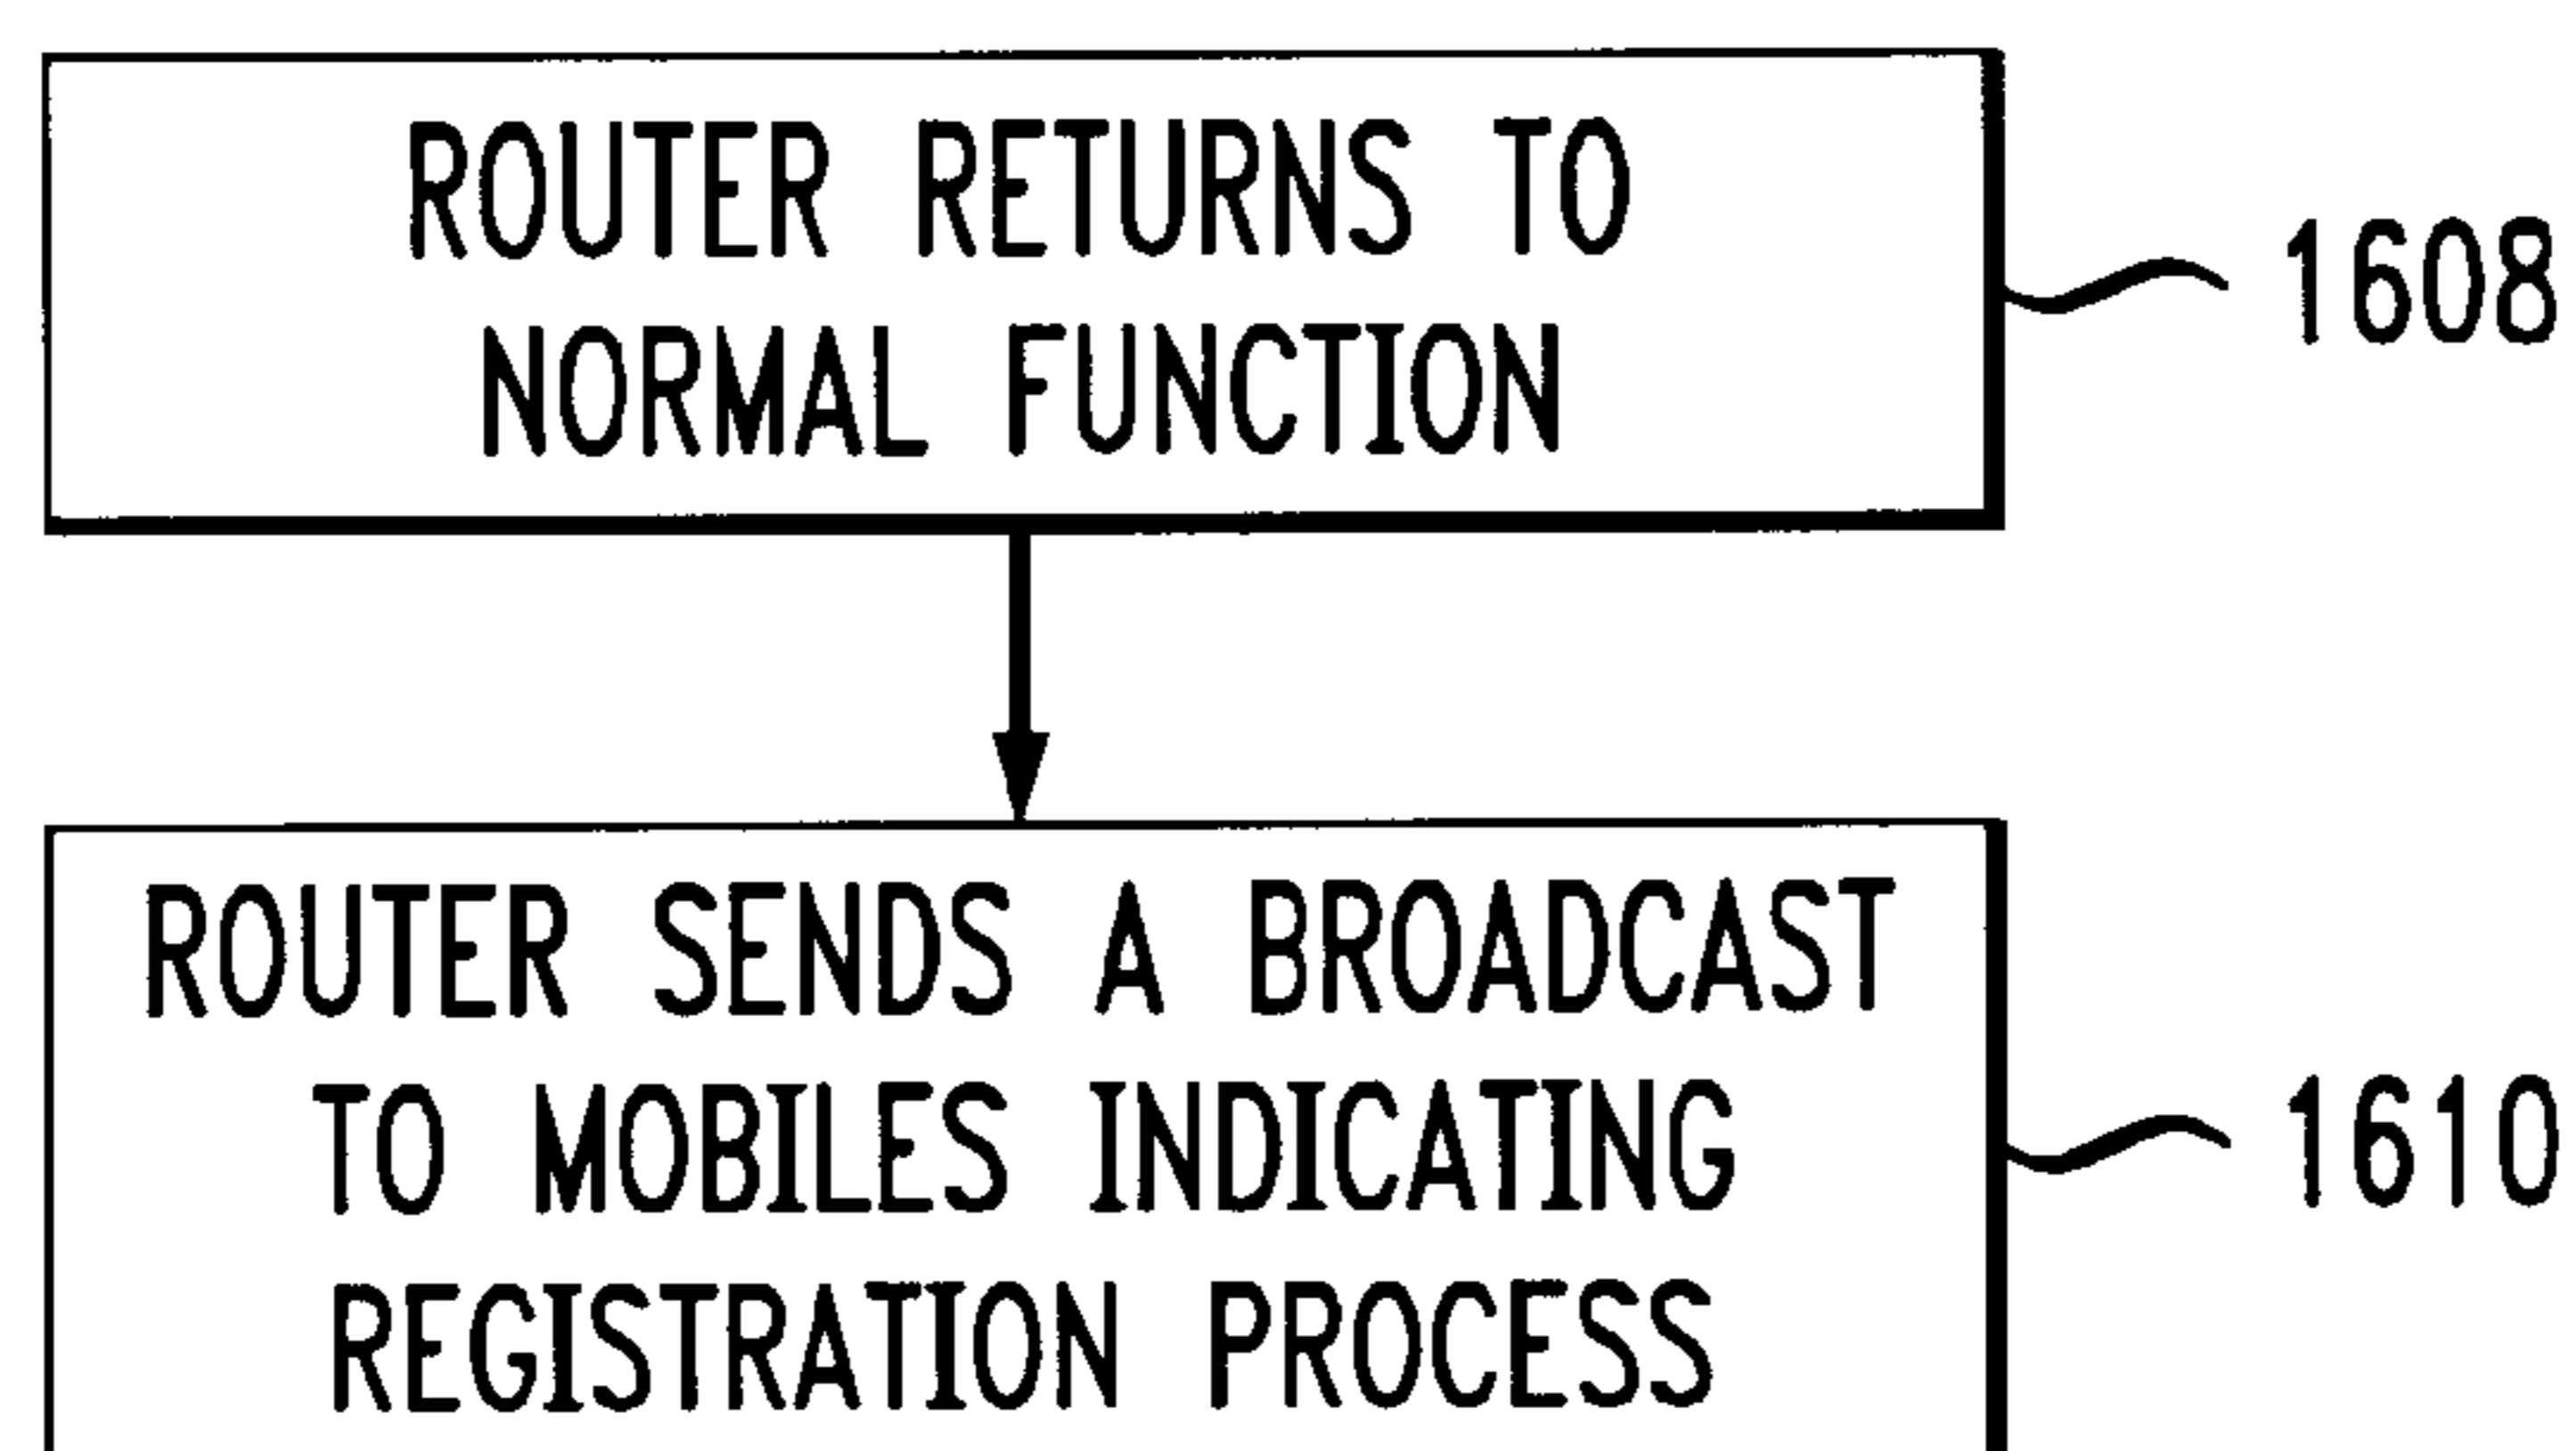 ROUTER RETURNS TO
NORMAL FUNCTION
1608
ROUTER SENDS A BROADCAST
TO MOBILES INDICATING
REGISTRATION PROCESS
1610